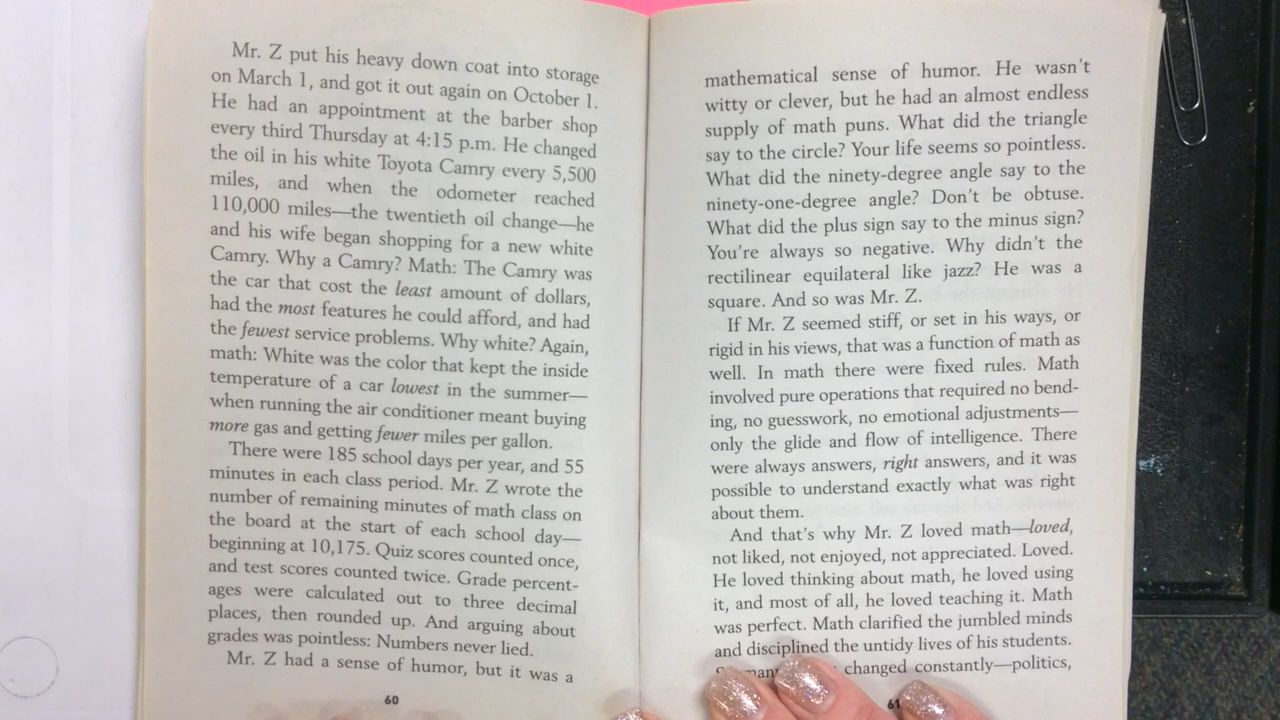 Mr. Z put his heavy down coat into storage
on March 1, and got it out again on October 1.
He had an appointment at the barber shop
every third Thursday at 4:15 p.m. He changed
the oil in his white Toyota Camry every 5,500
miles, and when the odometer reached
110,000 miles—the twentieth oil change—he
and his wife began shopping for a new white
Camry. Why a Camry? Math: The Camry was
the car that cost the least amount of dollars,
had the most features he could afford, and had
the fewest service problems. Why white? Again,
math: White was the color that kept the inside
temperature of a car lowest in the summer—
when running the air conditioner meant buying
more gas and getting fewer miles per gallon.
There were 185 school days per year, and 55
minutes in each class period. Mr. Z wrote the
number of remaining minutes of math class on
the board at the start of each school day—
beginning at 10,175. Quiz scores counted once,
and test scores counted twice. Grade percent-
ages were calculated out to three decimal
places, then rounded up. And arguing about
grades was pointless: Numbers never lied.
Mr. Z had a sense of humor, but it was a
60
mathematical sense of humor. He wasn't
witty or clever, but he had an almost endless
supply of math puns. What did the triangle
say to the circle? Your life seems so pointless.
What did the ninety-degree angle say to the
ninety-one-degree angle? Don't be obtuse.
What did the plus sign say to the minus sign?
You're always so negative. Why didn't the
rectilinear equilateral like jazz? He was a
square. And so was Mr. Z.
If Mr. Z seemed stiff, or set in his ways, or
rigid in his views, that was a function of math as
well. In math there were fixed rules. Math
involved pure operations that required no bend-
ing, no guesswork, no emotional adjustments—
only the glide and flow of intelligence. There
were always answers, right answers, and it was
possible to understand exactly what was right
about them.
And that's why Mr. Z loved math—loved,
not liked, not enjoyed, not appreciated. Loved.
He loved thinking about math, he loved using
it, and most of all, he loved teaching it. Math
was perfect. Math clarified the jumbled minds
and disciplined the untidy lives of his students.
changed constantly—politics,
61